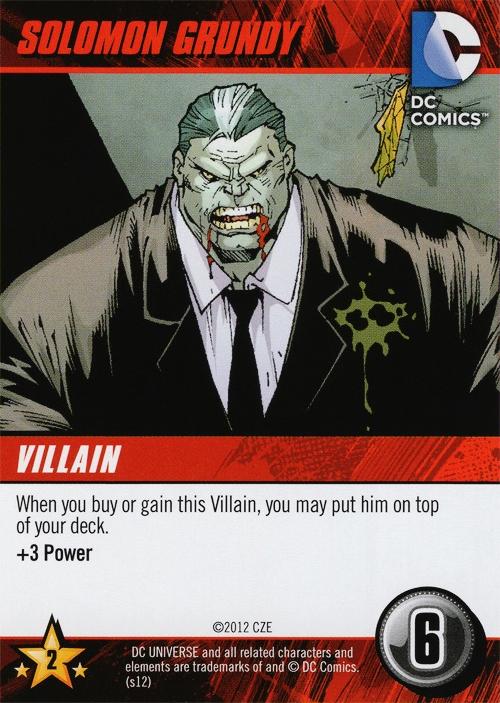 SOLOMON GRUNDY
DC
COMICS™
VILLAIN
When you buy or gain this Villain, you may put him on top
of your deck.
+3 Power
©2012 CZE
2
DC UNIVERSE and all related characters and
elements are trademarks of and © DC Comics.
(s12)
6